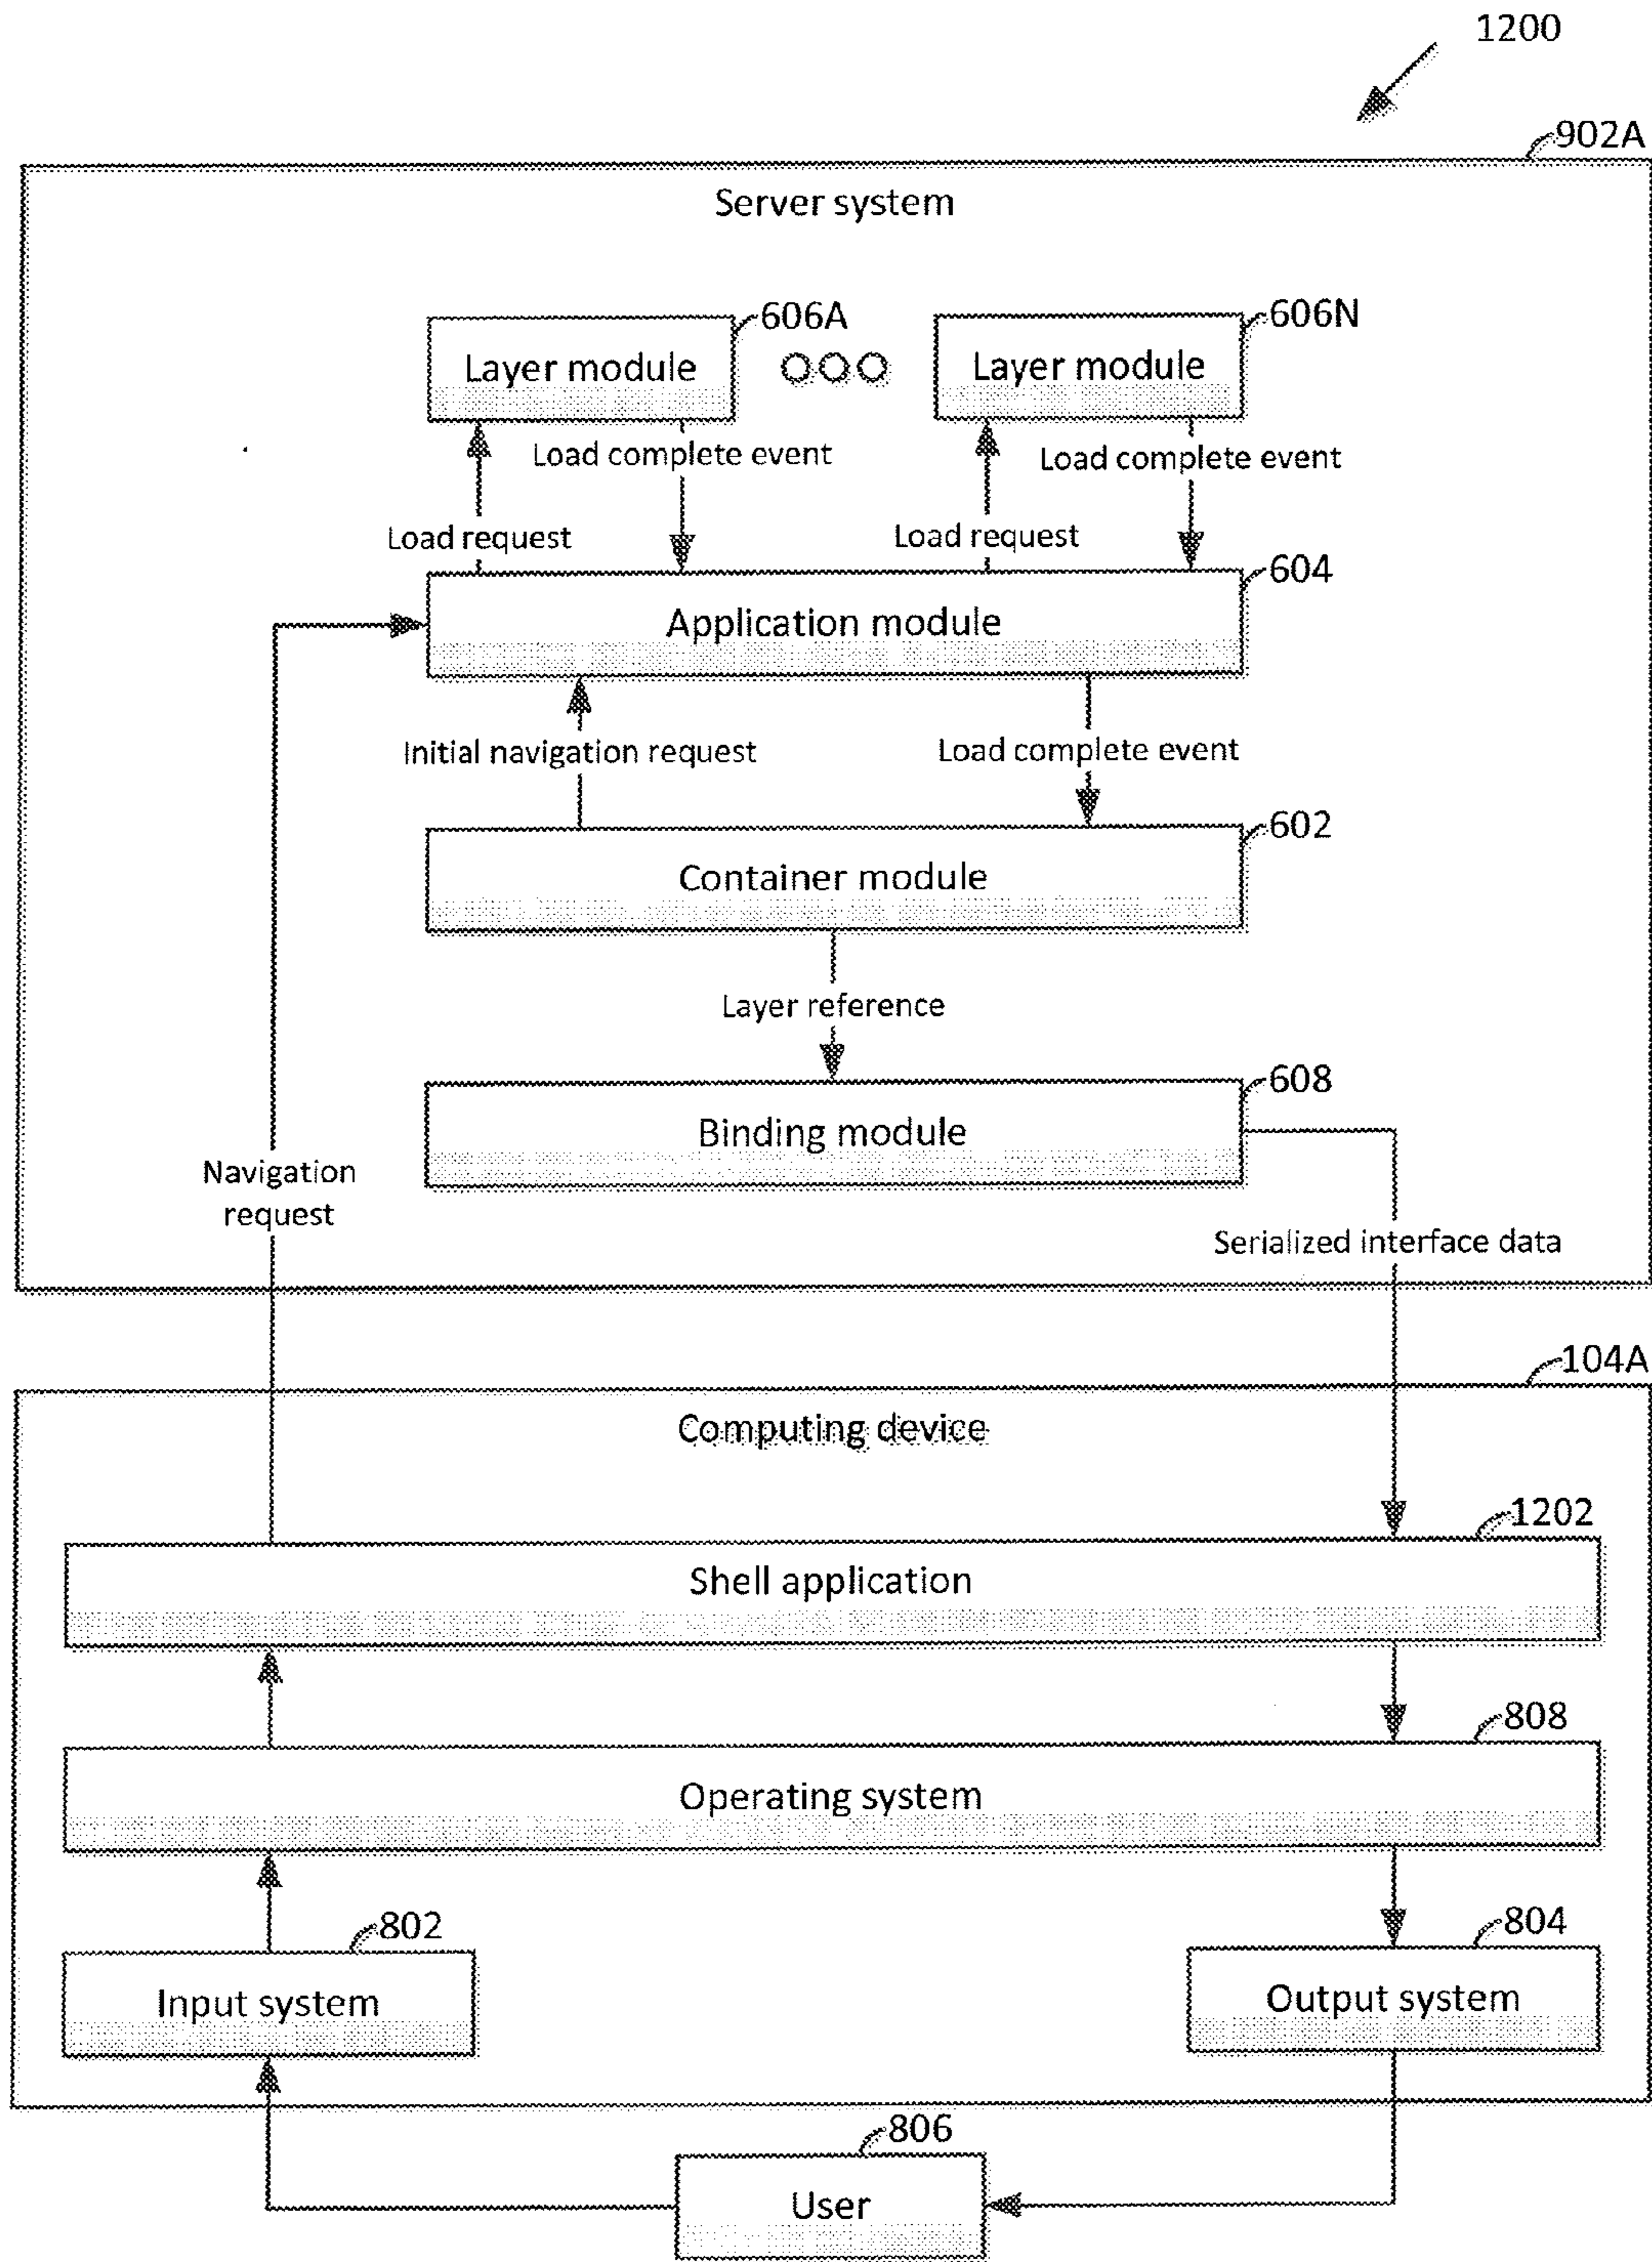 1200
902A
Server system
606A
606N
Layer module
Layer module
Load complete event
Load complete event
Load request
Load request
604
Application module
Initial navigation request
Load complete event
602
Container module
Layer reference
608
Binding module
Navigation
request
Serialized interface data
104A
Computing device
1202
Shell application
808
Operating system
802
804
Input system
Output system
806
User